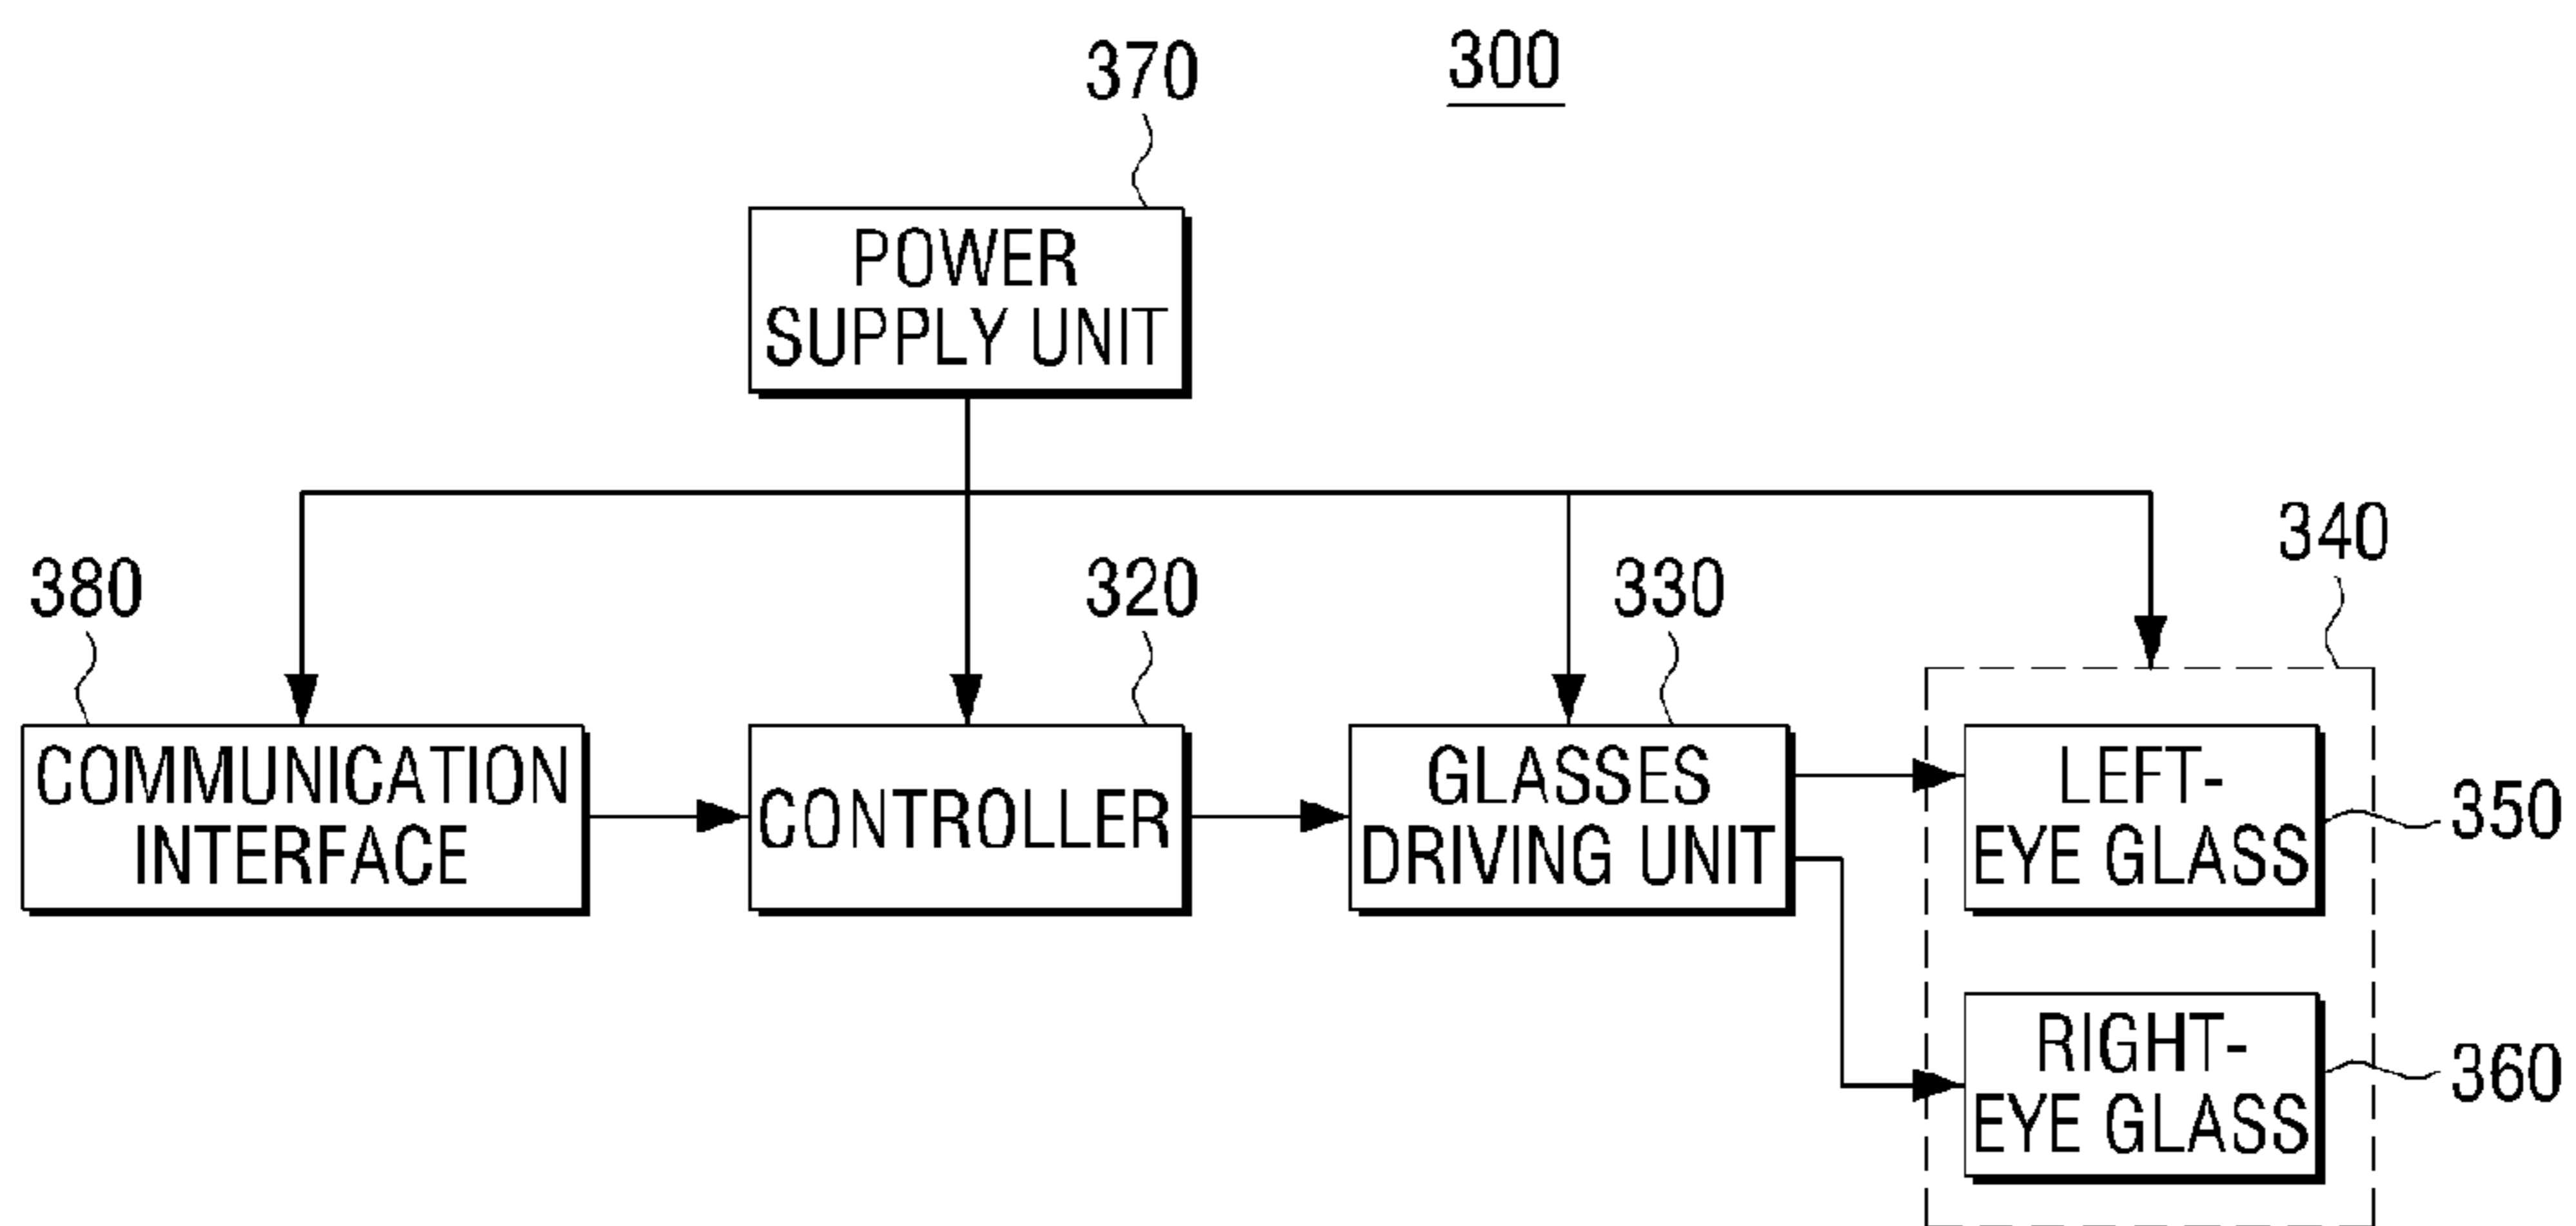 300
370
POWER
SUPPLY UNIT
340
380
320
330
COMMUNICATION
INTERFACE
CONTROLLER
GLASSES
DRIVING UNIT
LEFT-
EYE GLASS
350
RIGHT-
EYE GLASS
360